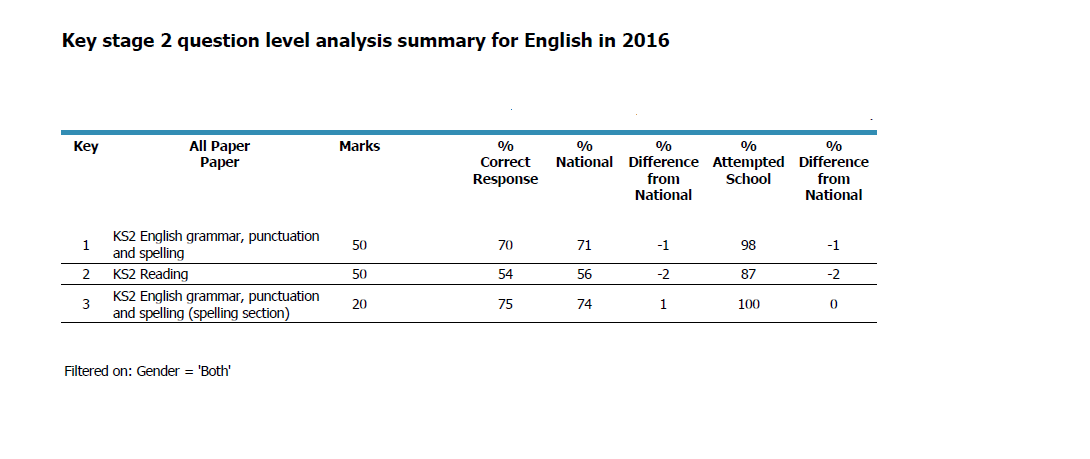 Key stage 2 question level analysis summary for English in 2016
Key All Paper Paper Marks % Correct Response % National % Difference from National % Attempted School % Difference from National
1 KS2 English grammar, punctuation and spelling 50 70 71 -1 98 -1
2 KS2 Reading 50 54 56 -2 87 -2
3 KS2 English grammar, punctuation and spelling (spelling section) 20 75 74 1 100 0
Filtered on: Gender = 'Both'